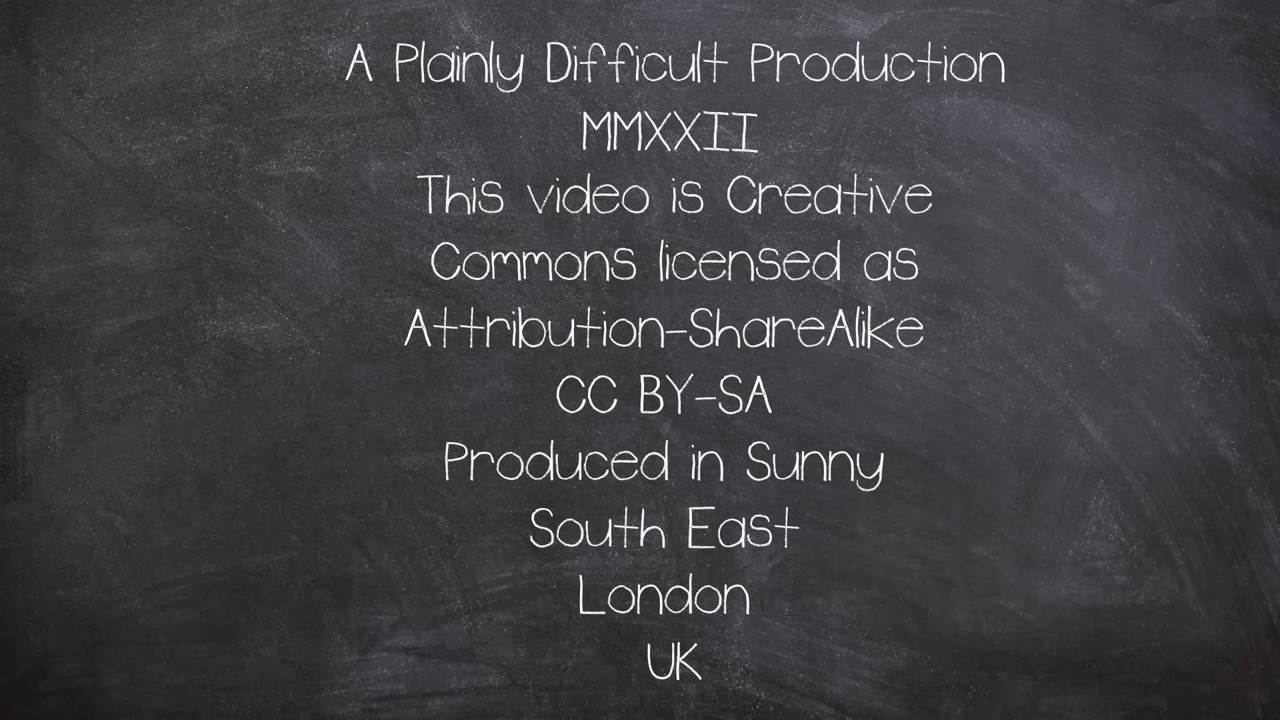 A Plainly Difficult Production
MMXXII
This video is Creative
Commons licensed as
Attribution-ShareAlike
CC BY-SA
Produced in Sunny
South East
London
UK